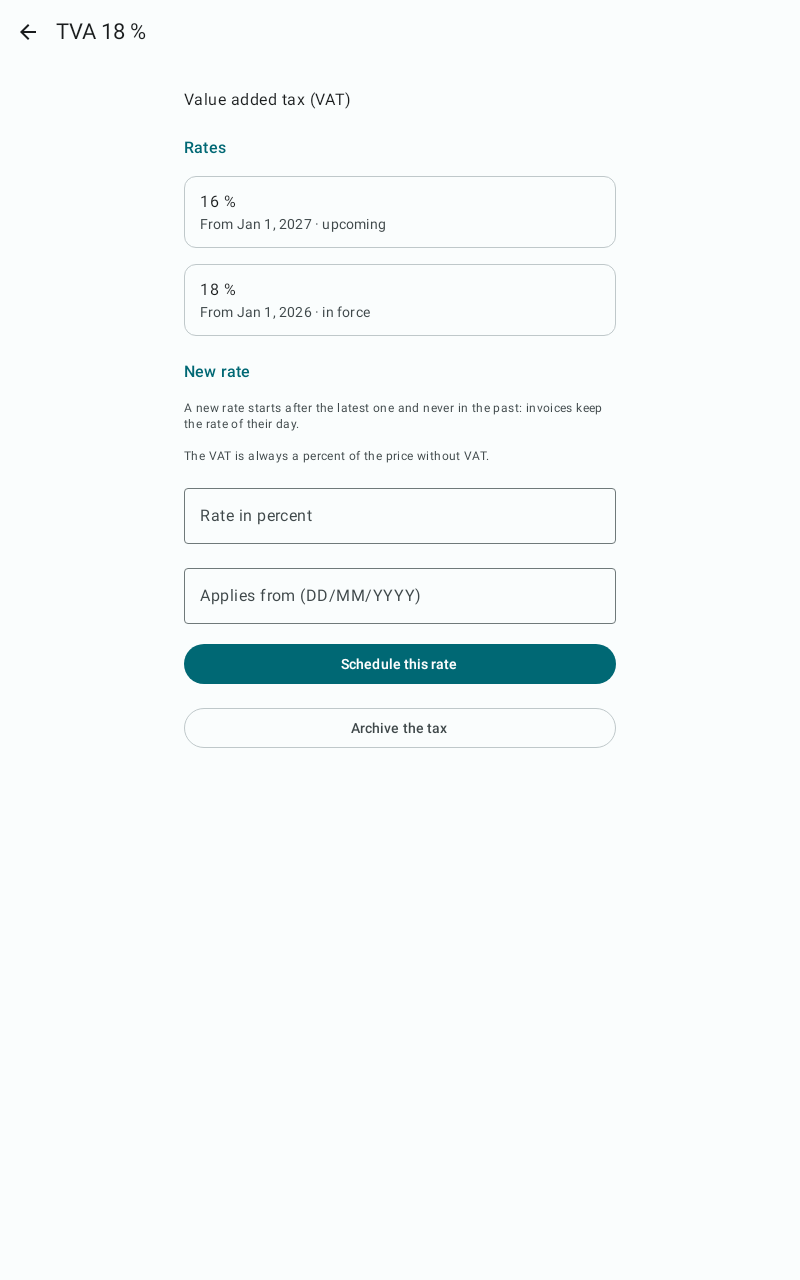 TVA 18 %
Value added tax (VAT)
Rates
16 %
From Jan 1, 2027 · upcoming
18 %
From Jan 1, 2026 · in force
New rate
A new rate starts after the latest one and never in the past: invoices keep
the rate of their day.
The VAT is always a percent of the price without VAT.
Rate in percent
Applies from (DD/MM/YYYY)
Schedule this rate
Archive the tax